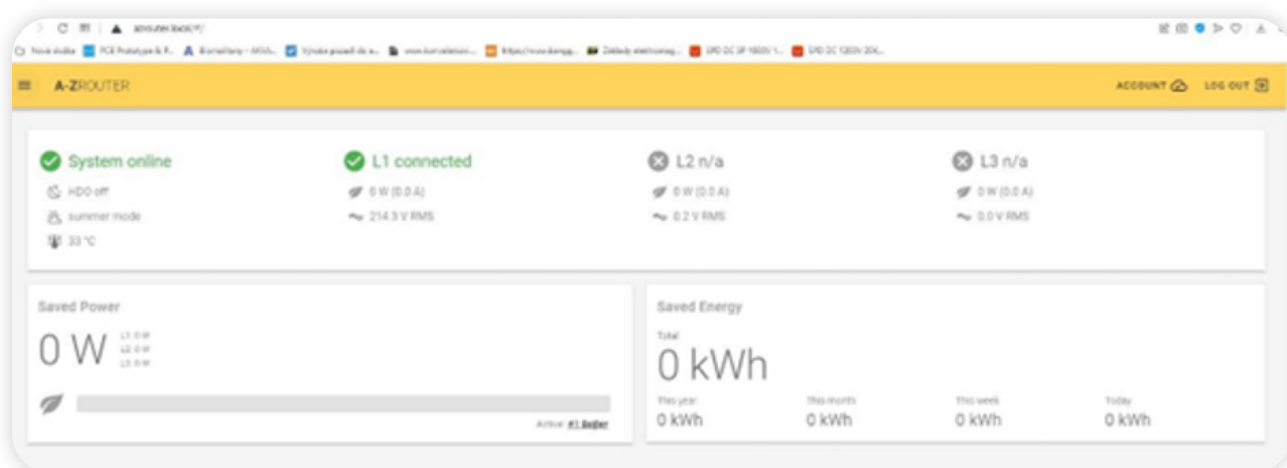 azrouter.local/#/
A-ZROUTER
ACCOUNT LOG OUT
System online L1 connected L2 n/a L3 n/a
HDO off 0 W (0.0 A) 0 W (0.0 A) 0 W (0.0 A)
summer mode 214.3 V RMS 0.2 V RMS 0.0 V RMS
33 °C
Saved Power
0 W
L1: 0 W
L2: 0 W
L3: 0 W
Active: #1 Bojler
Saved Energy
Total
0 kWh
This year This month This week Today
0 kWh 0 kWh 0 kWh 0 kWh